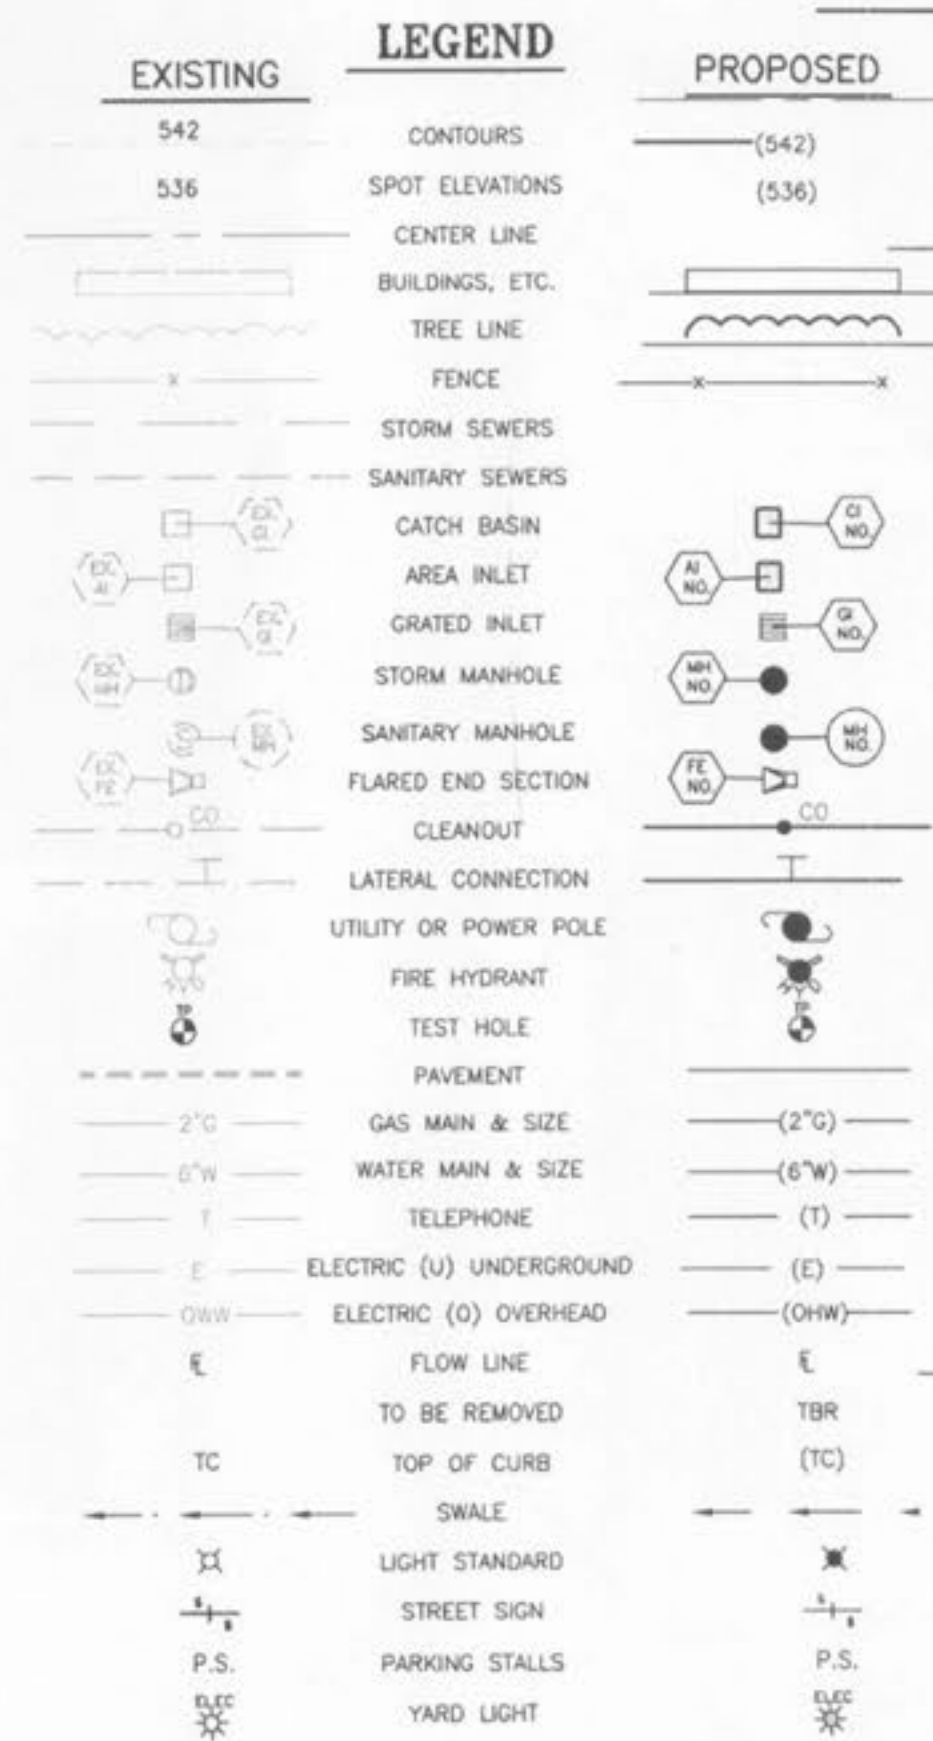 LEGEND
EXISTING PROPOSED
542 CONTOURS (542)
536 SPOT ELEVATIONS (536)
CENTER LINE
BUILDINGS, ETC.
TREE LINE
X FENCE X X
STORM SEWERS
SANITARY SEWERS
CATCH BASIN CI NO.
AREA INLET AI NO.
GRATED INLET GI NO.
STORM MANHOLE MH NO.
SANITARY MANHOLE MH NO.
FLARED END SECTION FE NO.
CO CLEANOUT CO
LATERAL CONNECTION
UTILITY OR POWER POLE
FIRE HYDRANT
TP TEST HOLE TP
PAVEMENT
2"G GAS MAIN & SIZE (2"G)
6"W WATER MAIN & SIZE (6"W)
T TELEPHONE (T)
E ELECTRIC (U) UNDERGROUND (E)
OWW ELECTRIC (O) OVERHEAD (OHW)
FLOW LINE
TO BE REMOVED TBR
TC TOP OF CURB (TC)
SWALE
LIGHT STANDARD
STREET SIGN
P.S. PARKING STALLS P.S.
ELEC YARD LIGHT ELEC